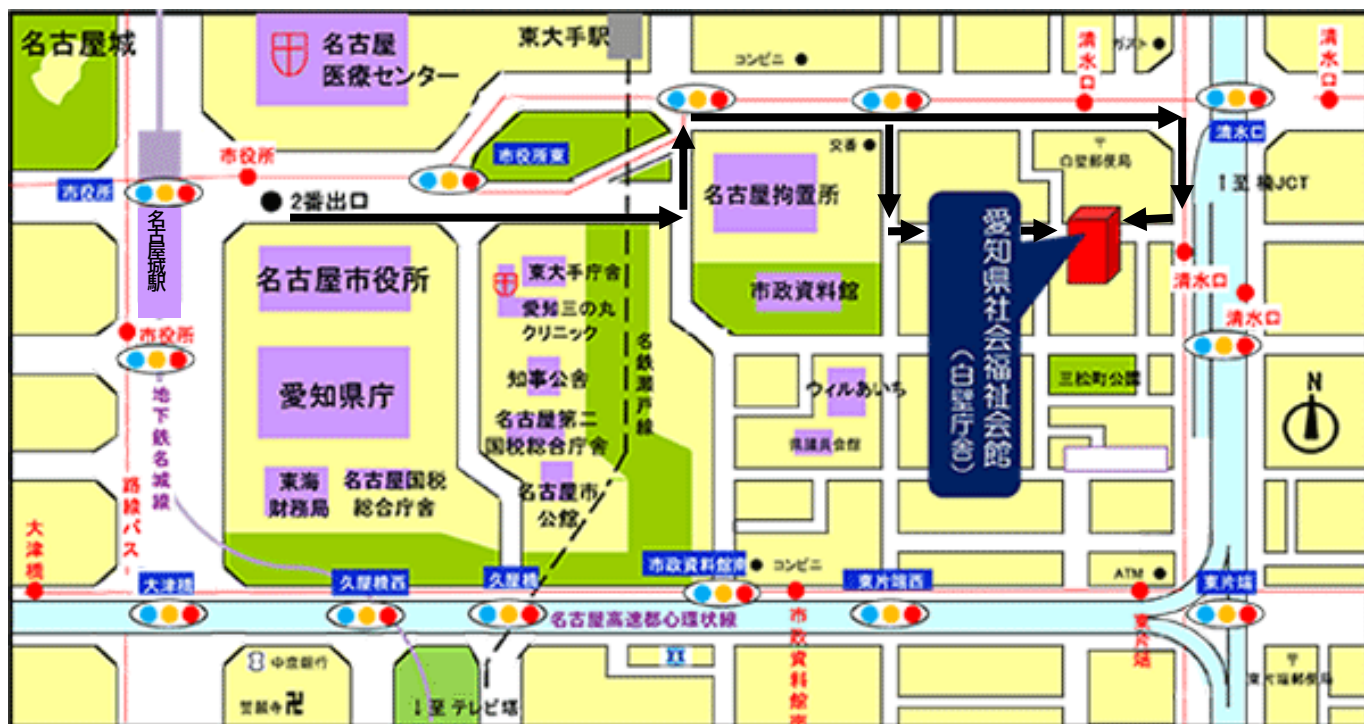 名古屋城
名古屋
医療センター
東大手駅
コンビニ
ガスト
清水口
清水口
清水口
市役所
市役所
市役所東
2番出口
名古屋城駅
交番
〒
白壁郵便局
名古屋拘置所
名古屋市役所
東大手庁舎
愛知三の丸
クリニック
市政資料館
愛知県社会福祉会館
(白壁庁舎)
清水口
清水口
市役所
地下鉄名城線
愛知県庁
知事公舎
名古屋第二
国税総合庁舎
名鉄瀬戸線
ウィルあいち
県議員会館
三松町公園
N
東海
財務局
名古屋国税
総合庁舎
名古屋市
公館
路線バス
大津橋
大津橋
久屋橋西
久屋橋
市政資料館南
コンビニ
東片端西
ATM
東片端
名古屋高速都心環状線
市政資料館南
東片端
中京銀行
卍
至 テレビ塔
〒
東片端郵便局